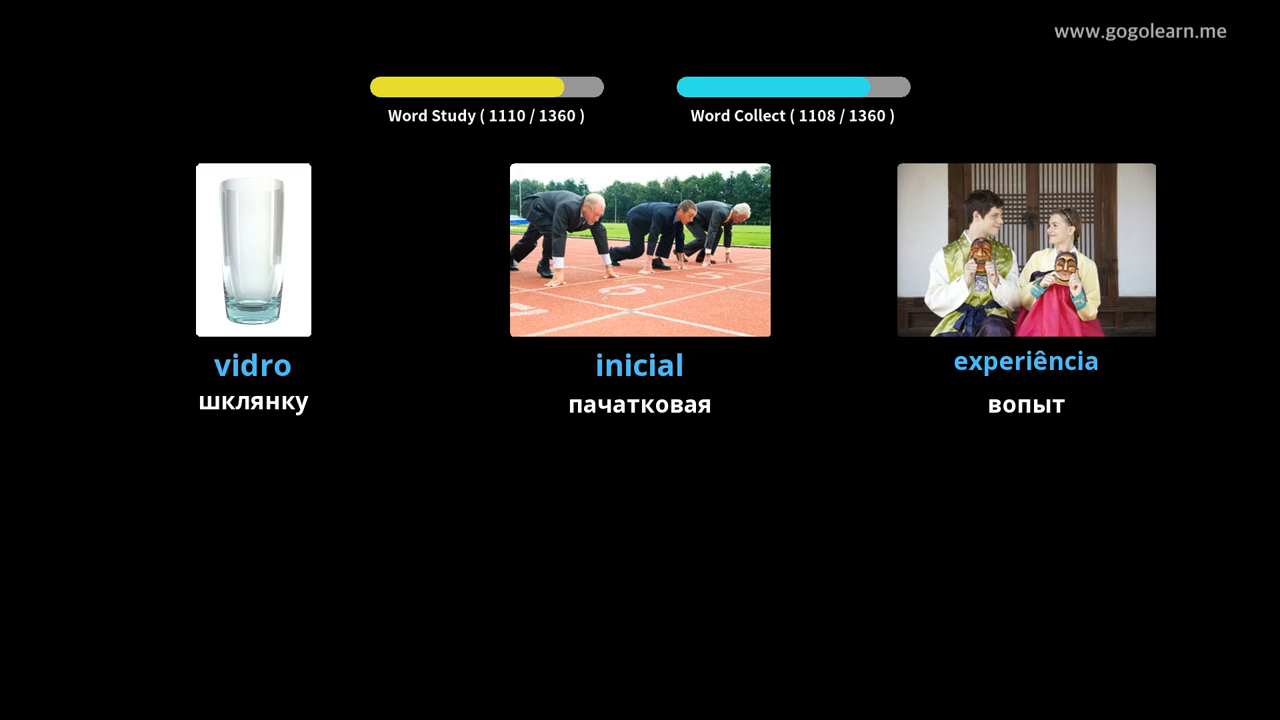 www.gogolearn.me
Word Study ( 1110 / 1360 )
Word Collect ( 1108 / 1360 )
vidro
inicial
experiência
шклянку
пачатковая
вопыт